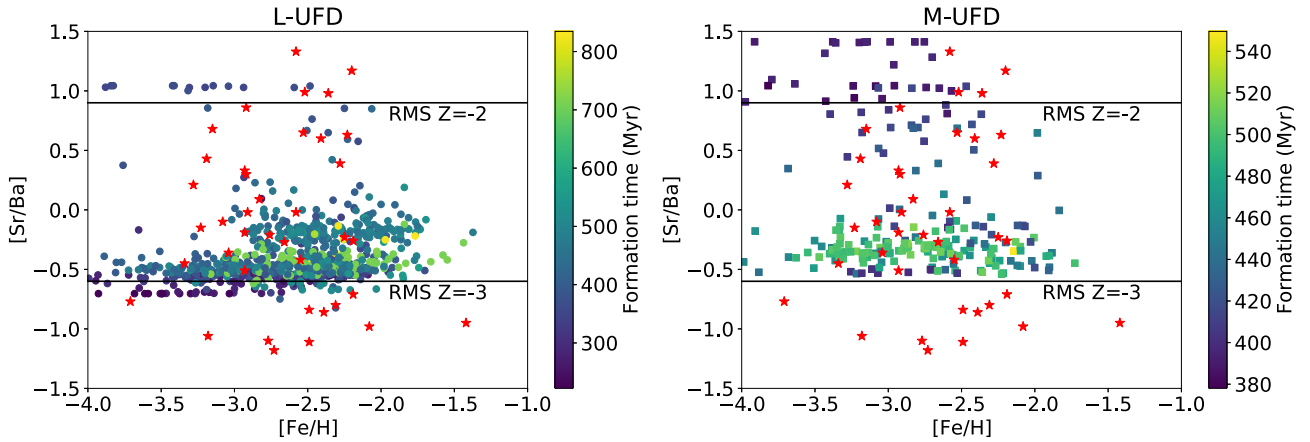 L-UFD
1.5
1.0
0.5
0.0
−0.5
−1.0
−1.5
[Sr/Ba]
RMS Z=-2
RMS Z=-3
−4.0 −3.5 −3.0 −2.5 −2.0 −1.5 −1.0
[Fe/H]
800
700
600
500
400
300
Formation time (Myr)
M-UFD
1.5
1.0
0.5
0.0
−0.5
−1.0
−1.5
[Sr/Ba]
RMS Z=-2
RMS Z=-3
−4.0 −3.5 −3.0 −2.5 −2.0 −1.5 −1.0
[Fe/H]
540
520
500
480
460
440
420
400
380
Formation time (Myr)